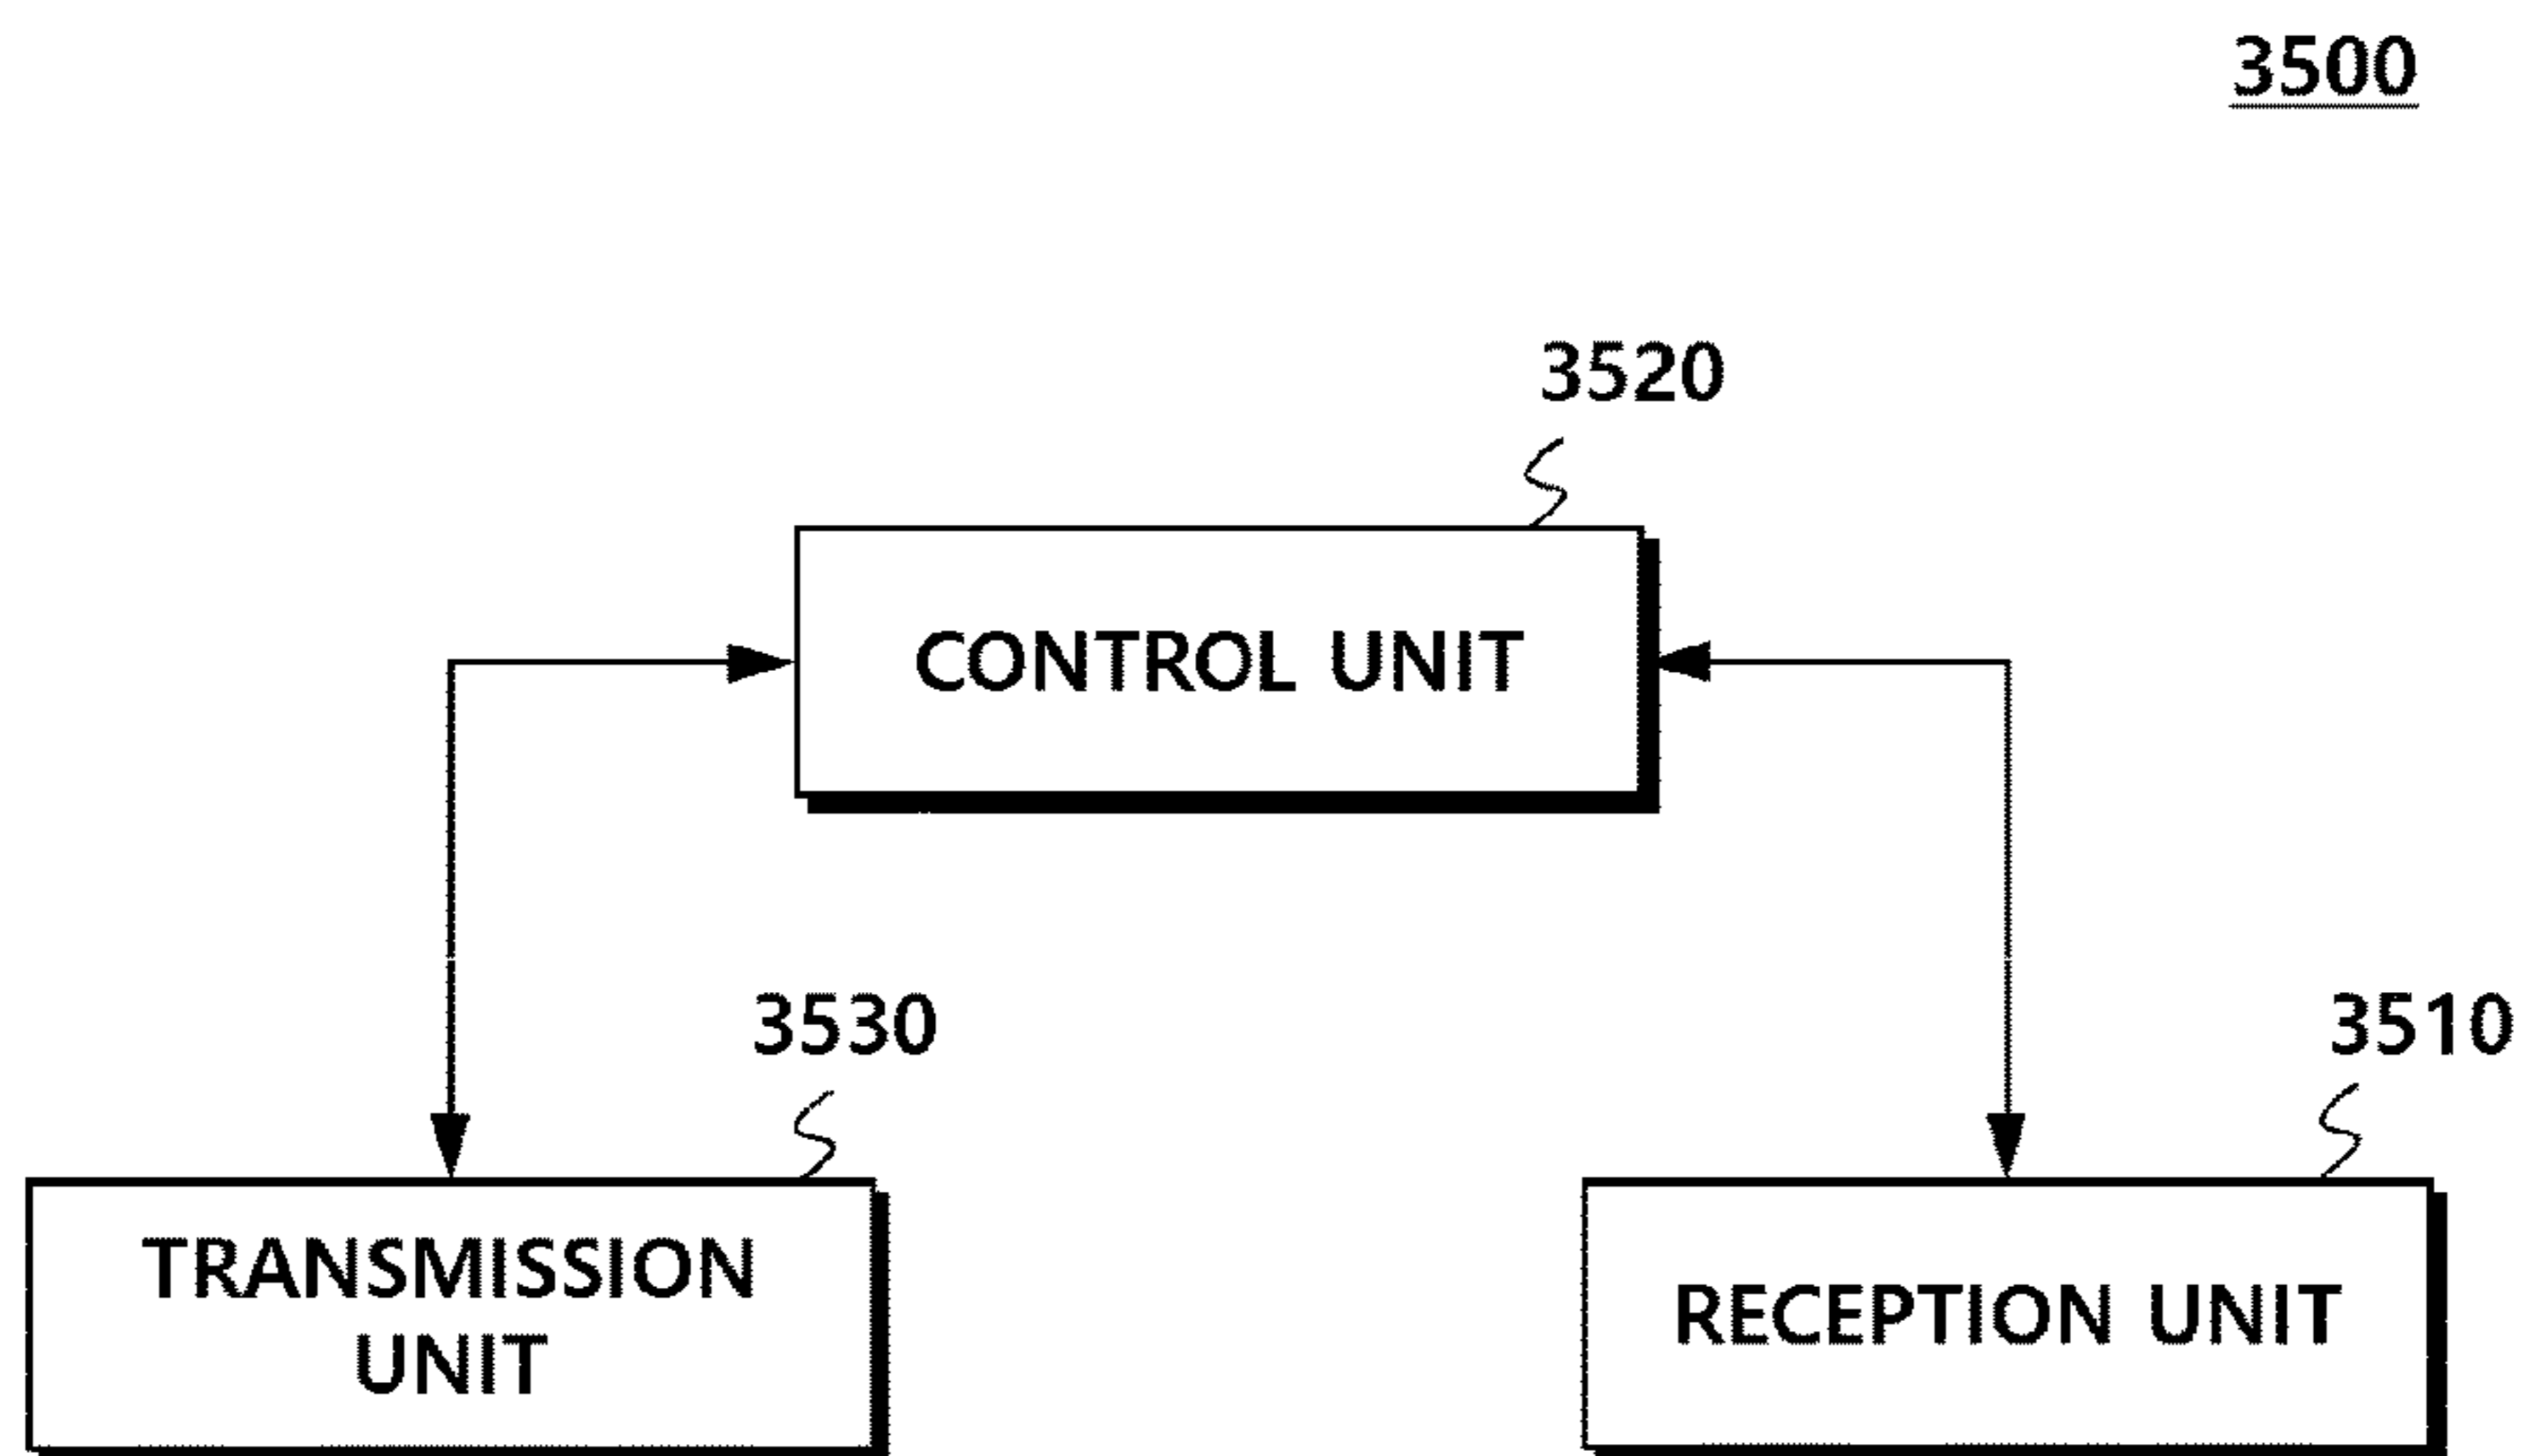 3500
3520
CONTROL UNIT
3530
3510
TRANSMISSION
UNIT
RECEPTION UNIT